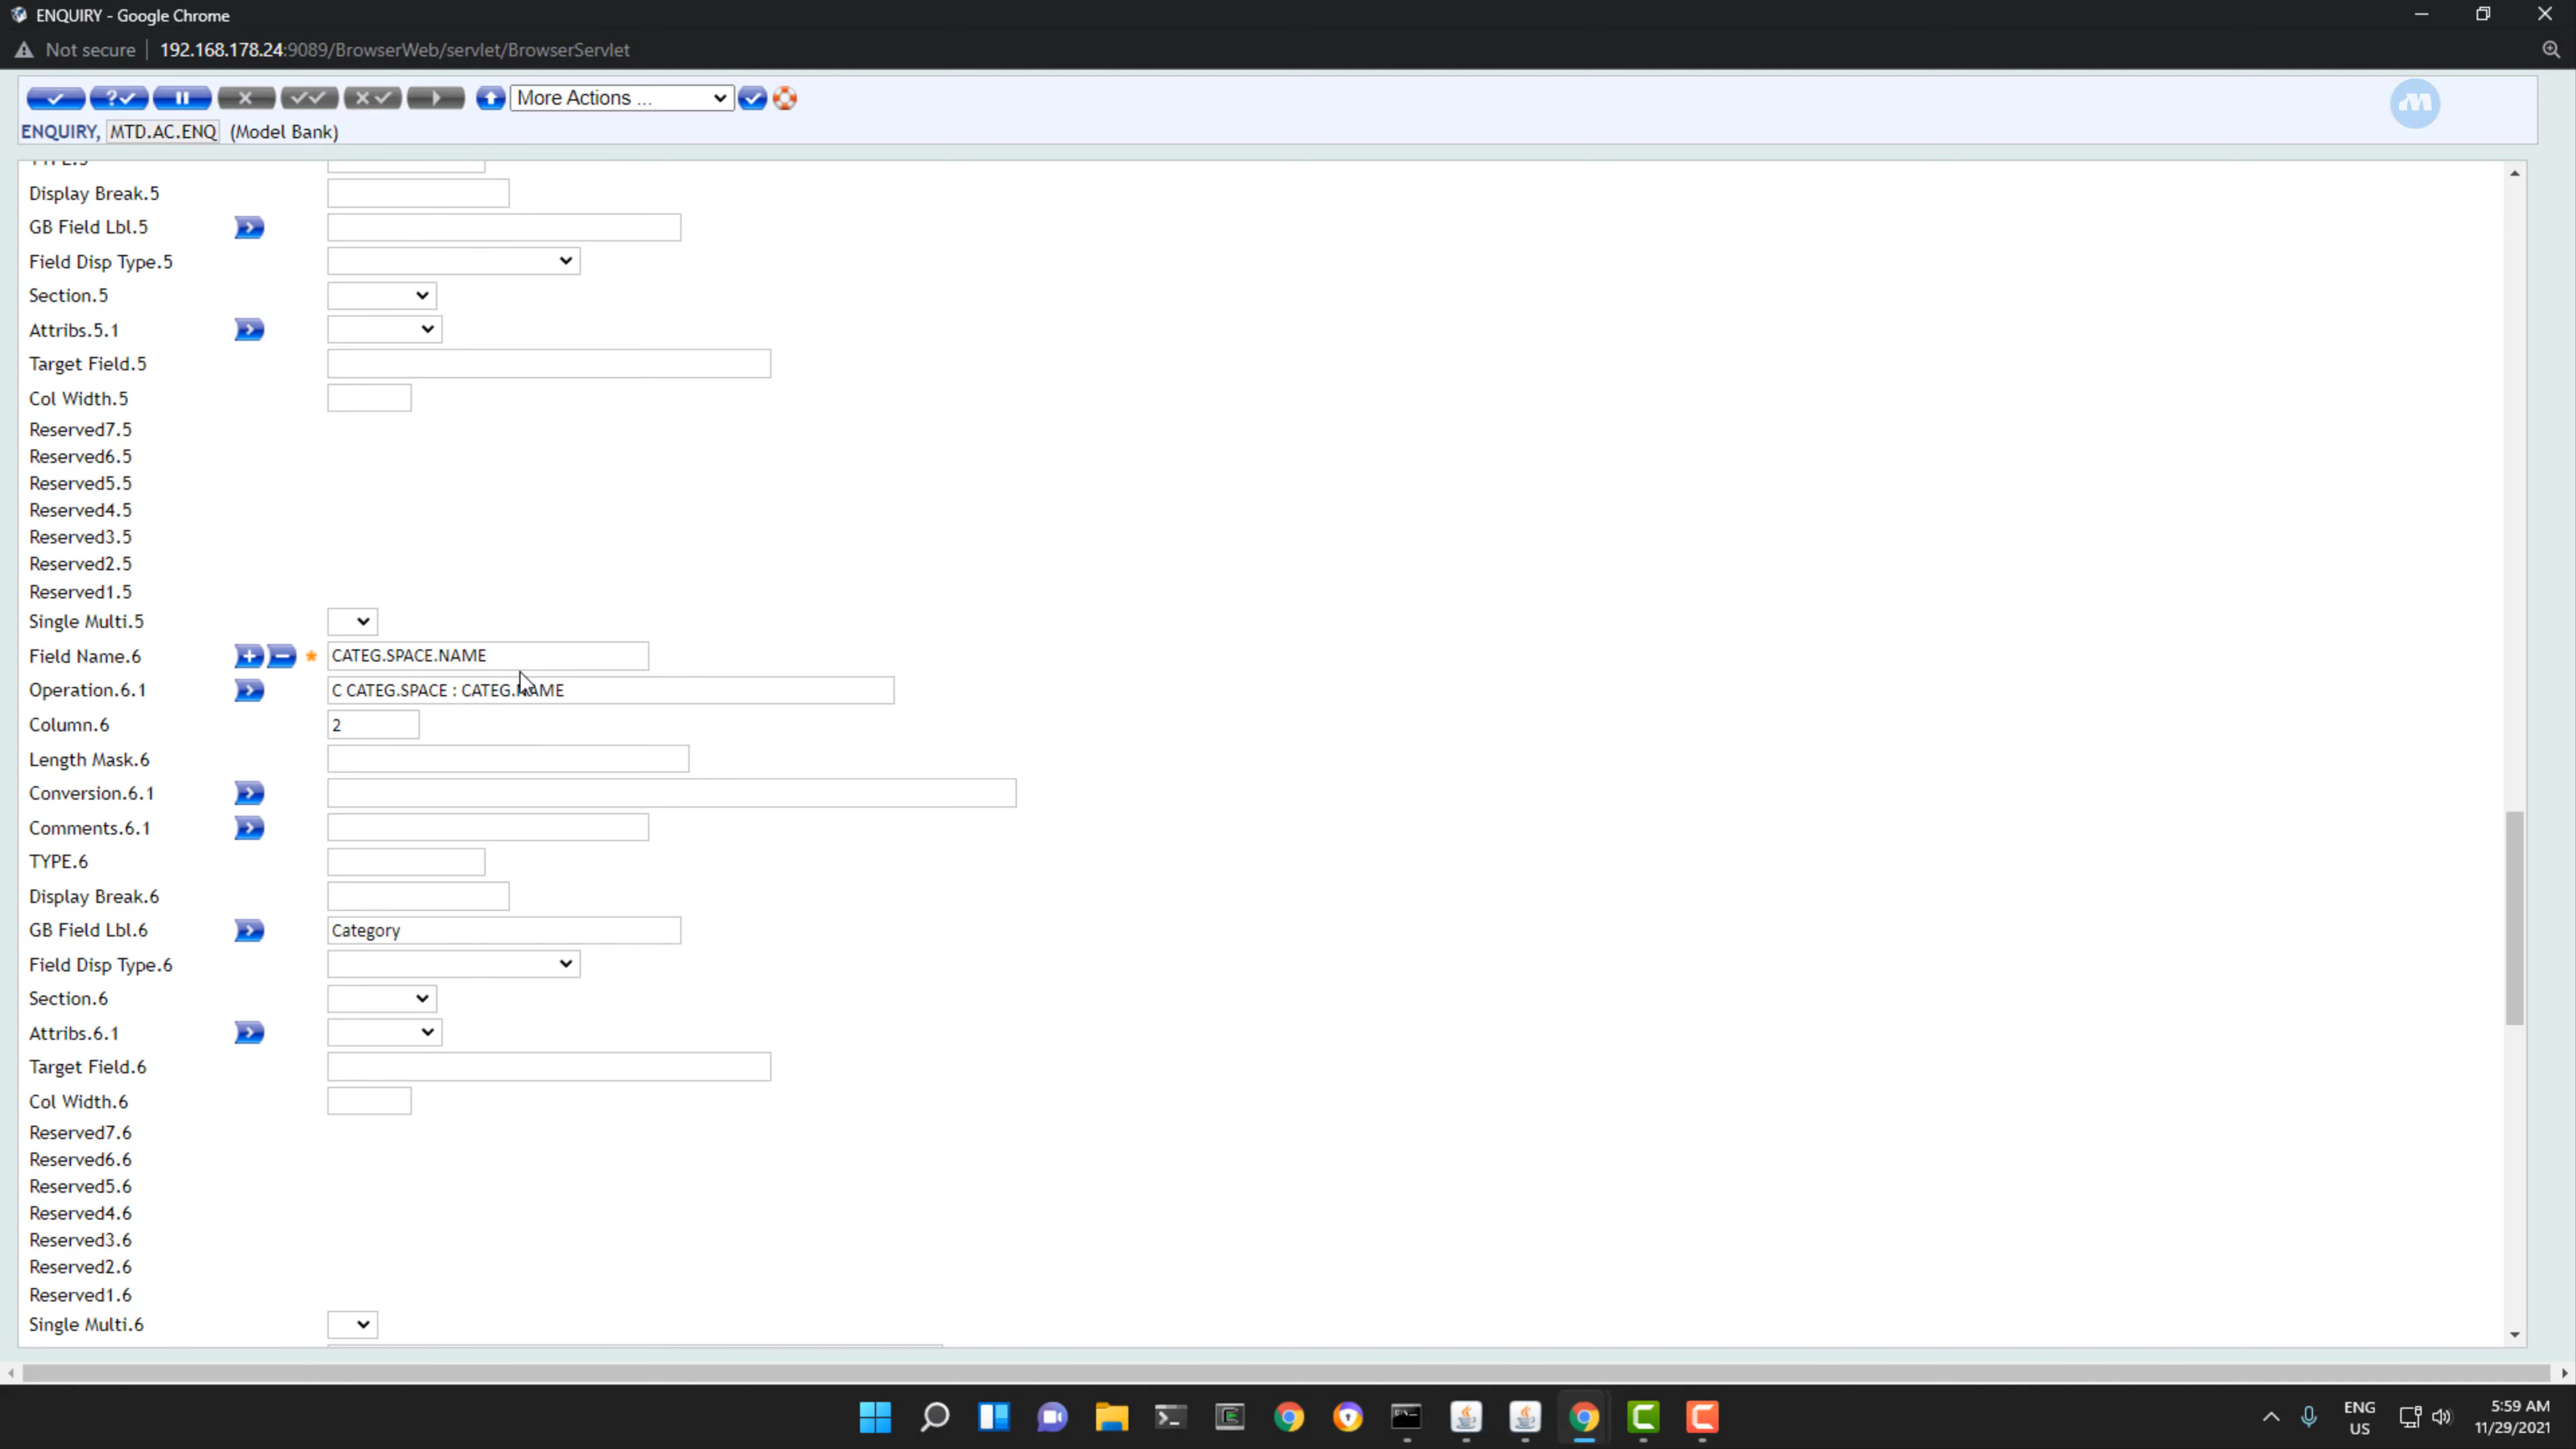 ENQUIRY - Google Chrome
Not secure 192.168.178.24:9089/BrowserWeb/servlet/BrowserServlet
More Actions ...
ENQUIRY, MTD.AC.ENQ (Model Bank)
Display Break.5
GB Field Lbl.5
Field Disp Type.5
Section.5
Attribs.5.1
Target Field.5
Col Width.5
Reserved7.5
Reserved6.5
Reserved5.5
Reserved4.5
Reserved3.5
Reserved2.5
Reserved1.5
Single Multi.5
Field Name.6 CATEG.SPACE.NAME
Operation.6.1 C CATEG.SPACE : CATEG.NAME
Column.6 2
Length Mask.6
Conversion.6.1
Comments.6.1
TYPE.6
Display Break.6
GB Field Lbl.6 Category
Field Disp Type.6
Section.6
Attribs.6.1
Target Field.6
Col Width.6
Reserved7.6
Reserved6.6
Reserved5.6
Reserved4.6
Reserved3.6
Reserved2.6
Reserved1.6
Single Multi.6
ENG
US
5:59 AM
11/29/2021